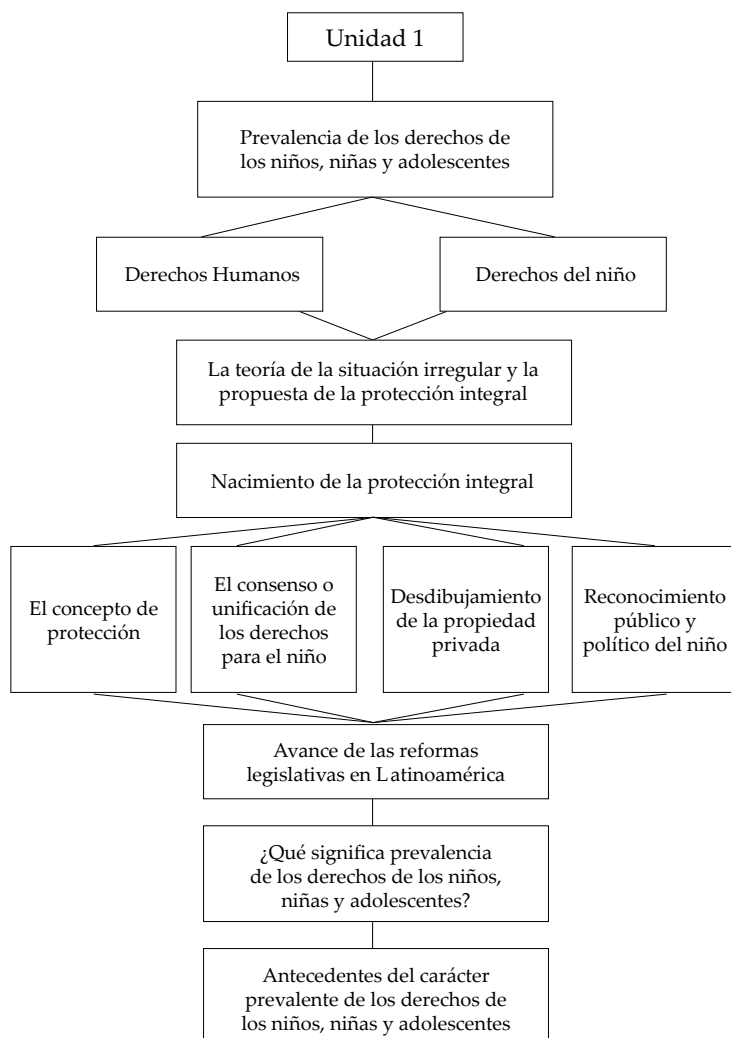 Unidad 1
Prevalencia de los derechos de
los niños, niñas y adolescentes
Derechos Humanos
Derechos del niño
La teoría de la situación irregular y la
propuesta de la protección integral
Nacimiento de la protección integral
El concepto de
protección
El consenso o
unificación de
los derechos
para el niño
Desdibujamiento
de la propiedad
privada
Reconocimiento
público y
político del niño
Avance de las reformas
legislativas en Latinoamérica
¿Qué significa prevalencia
de los derechos de los niños,
niñas y adolescentes?
Antecedentes del carácter
prevalente de los derechos de
los niños, niñas y adolescentes